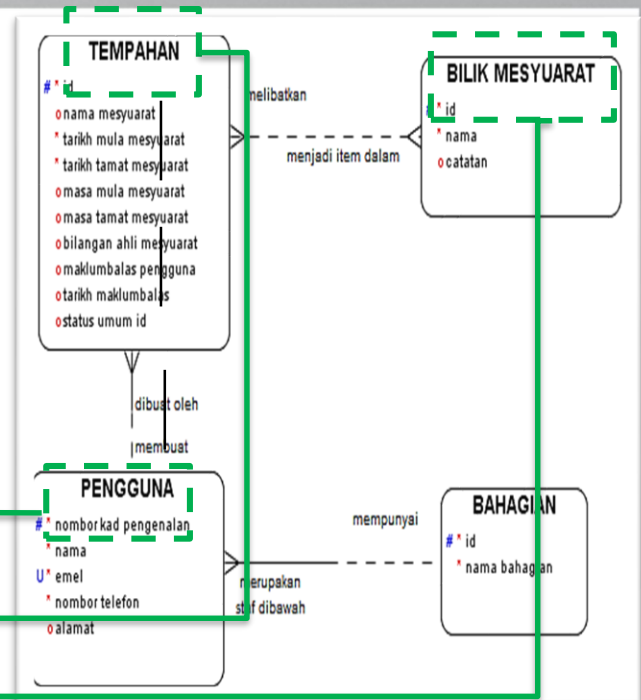 TEMPAHAN
# * id
o nama mesyuarat
* tarikh mula mesyuarat
* tarikh tamat mesyuarat
o masa mula mesyuarat
o masa tamat mesyuarat
o bilangan ahli mesyuarat
o maklumbalas pengguna
o tarikh maklumbalas
o status umum id
melibatkan
menjadi item dalam
BILIK MESYUARAT
* id
* nama
o catatan
dibuat oleh
membuat
PENGGUNA
# * nombor kad pengenalan
* nama
U * emel
* nombor telefon
o alamat
mempunyai
merupakan
staf dibawah
BAHAGIAN
# * id
* nama bahagian